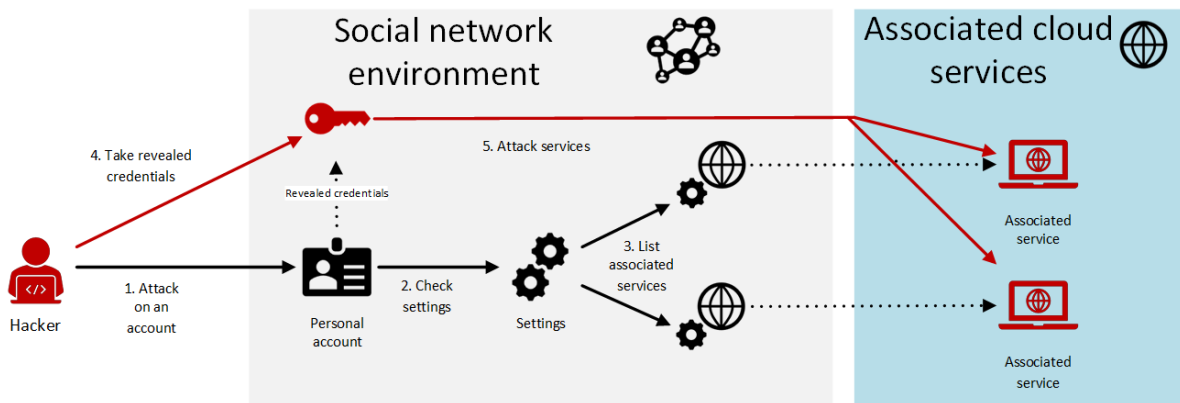 Social network
environment
Associated cloud
services
4. Take revealed
credentials
5. Attack services
Revealed credentials
Associated
service
3. List
associated
services
</>
Hacker
1. Attack
on an
account
Personal
account
2. Check
settings
Settings
Associated
service